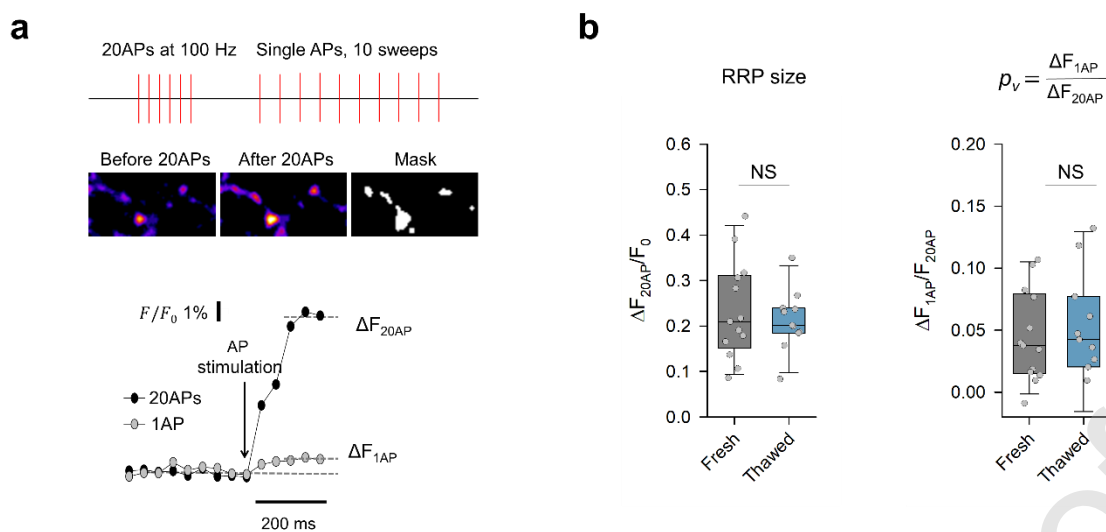 a
20APs at 100 Hz
Single APs, 10 sweeps
Before 20APs
After 20APs
Mask
F/F₀ 1%
ΔF₂₀AP
AP
stimulation
20APs
1AP
ΔF₁AP
200 ms
b
RRP size
NS
0.6
0.5
0.4
0.3
0.2
0.1
0.0
ΔF₂₀AP/F₀
Fresh
Thawed
pᵥ = ΔF₁AP / ΔF₂₀AP
NS
0.20
0.15
0.10
0.05
0.00
ΔF₁AP/F₂₀AP
Fresh
Thawed